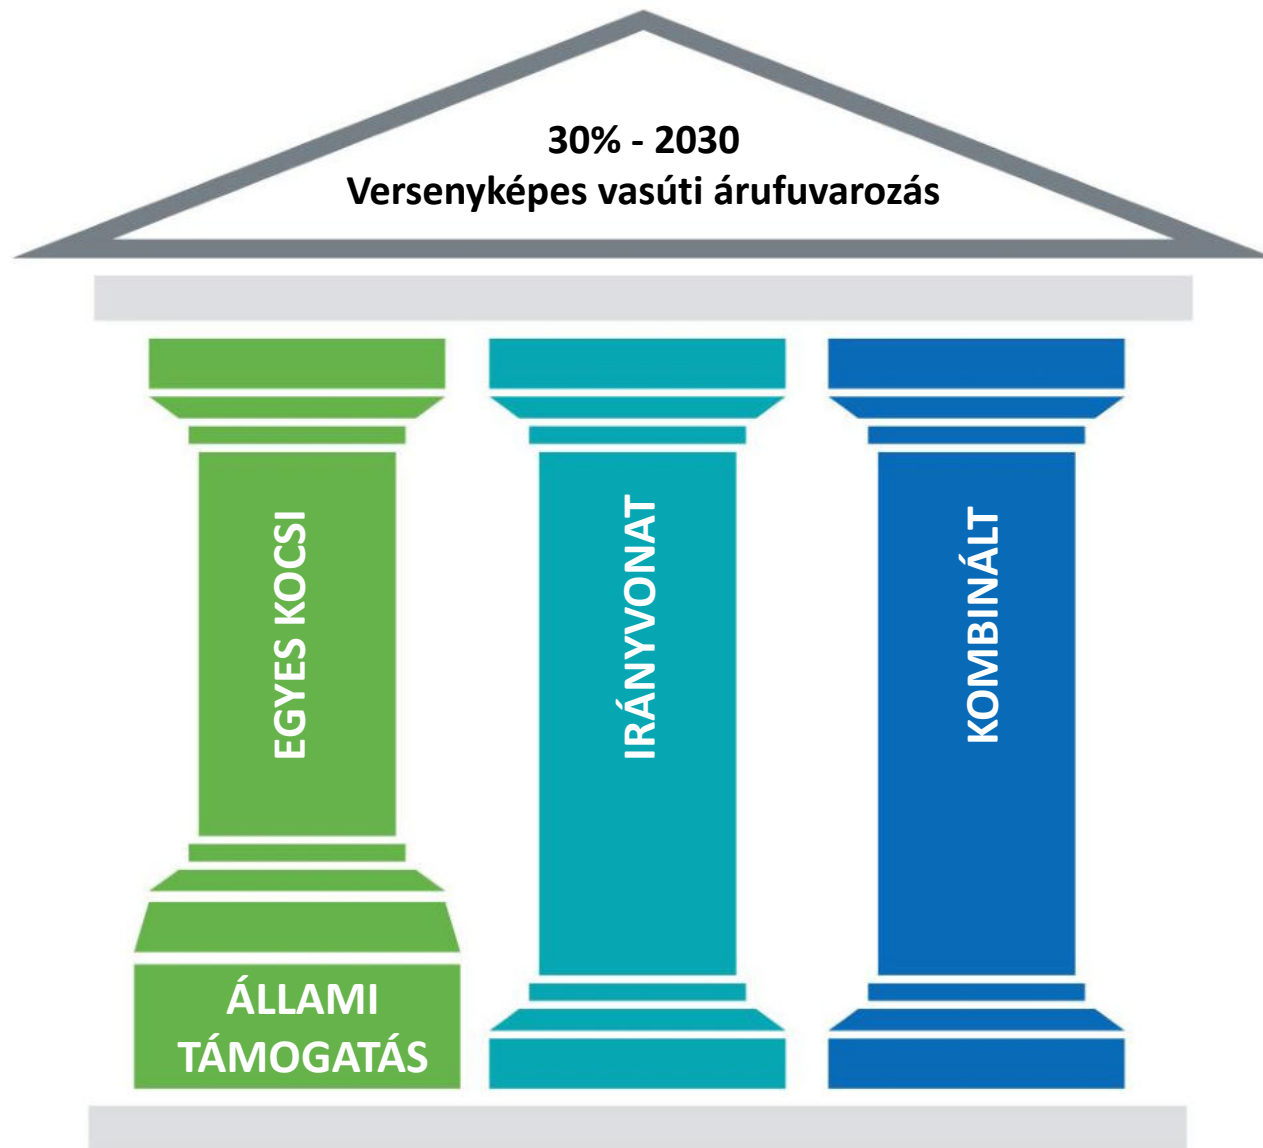 30% - 2030
Versenyképes vasúti árufuvarozás
EGYES KOCSI
IRÁNYVONAT
KOMBINÁLT
ÁLLAMI
TÁMOGATÁS